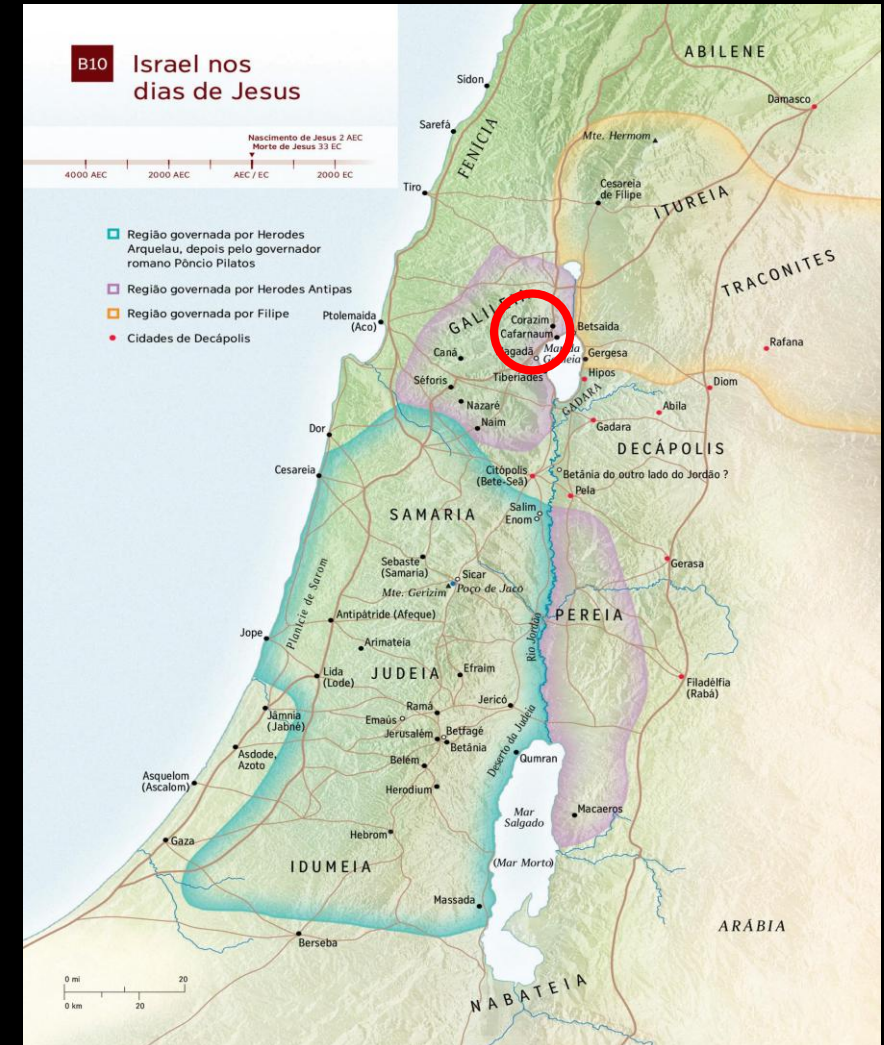 B10
Israel nos
dias de Jesus
Nascimento de Jesus 2 AEC
Morte de Jesus 33 EC
4000 AEC
2000 AEC
AEC / EC
2000 EC
Região governada por Herodes
Arquelau, depois pelo governador
romano Pôncio Pilatos
Região governada por Herodes Antipas
Região governada por Filipe
Cidades de Decápolis
ABILENE
Sidon
Damasco
Sarefá
FENÍCIA
Mte. Hermom
Tiro
Cesareia
de Filipe
ITUREIA
TRACONITES
Ptolemaida
(Aco)
GALILEIA
Corazim
Betsaida
Cafarnaum
Rafana
Caná
agadã
Mar da
Galileia
Gergesa
Séforis
Tiberíades
Hipos
Diom
Nazaré
GADARA
Abila
Naim
Gadara
Dor
DECÁPOLIS
Cesareia
Citópolis
(Bete-Seã)
Betânia do outro lado do Jordão ?
Pela
SAMARIA
Salim
Enom
Sebaste
(Samaria)
Sicar
Gerasa
Mte. Gerizim
Poço de Jacó
Planície de Sarom
Antipátride (Afeque)
PEREIA
Jope
Arimateia
Rio Jordão
Lida
(Lode)
JUDEIA
Efraim
Filadélfia
(Rabá)
Jâmnia
(Jabné)
Ramá
Jericó
Emaús
Jerusalém
Betfagé
Betânia
Asdode,
Azoto
Belém
Deserto da Judeia
Qumran
Asquelom
(Ascalom)
Herodium
Mar
Salgado
Macaeros
Gaza
Hebrom
(Mar Morto)
IDUMEIA
Massada
ARÁBIA
Berseba
0 mi
20
0 km
20
NABATEIA